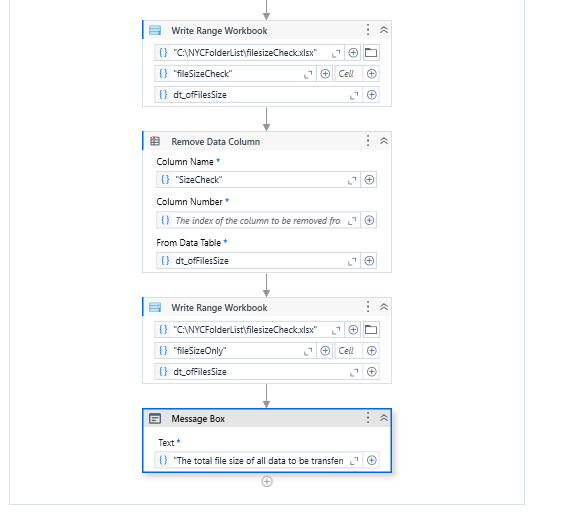 Write Range Workbook
"C:\NYCFolderList\filesizeCheck.xlsx"
"fileSizeCheck" Cell
dt_ofFilesSize
Remove Data Column
Column Name *
"SizeCheck"
Column Number *
The index of the column to be removed fro
From Data Table *
dt_ofFilesSize
Write Range Workbook
"C:\NYCFolderList\filesizeCheck.xlsx"
"fileSizeOnly" Cell
dt_ofFilesSize
Message Box
Text *
"The total file size of all data to be transfen